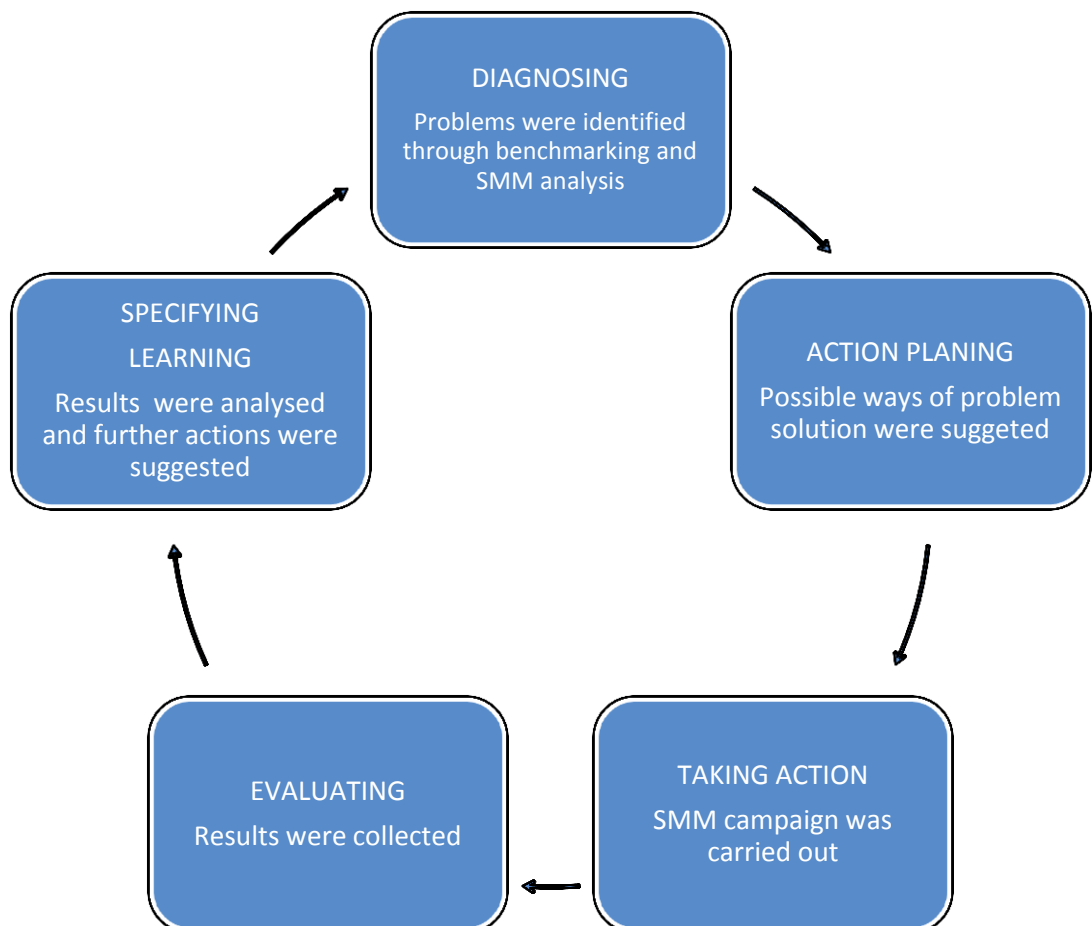 DIAGNOSING
Problems were identified
through benchmarking and
SMM analysis
ACTION PLANING
Possible ways of problem
solution were suggeted
TAKING ACTION
SMM campaign was
carried out
EVALUATING
Results were collected
SPECIFYING
LEARNING
Results were analysed
and further actions were
suggested